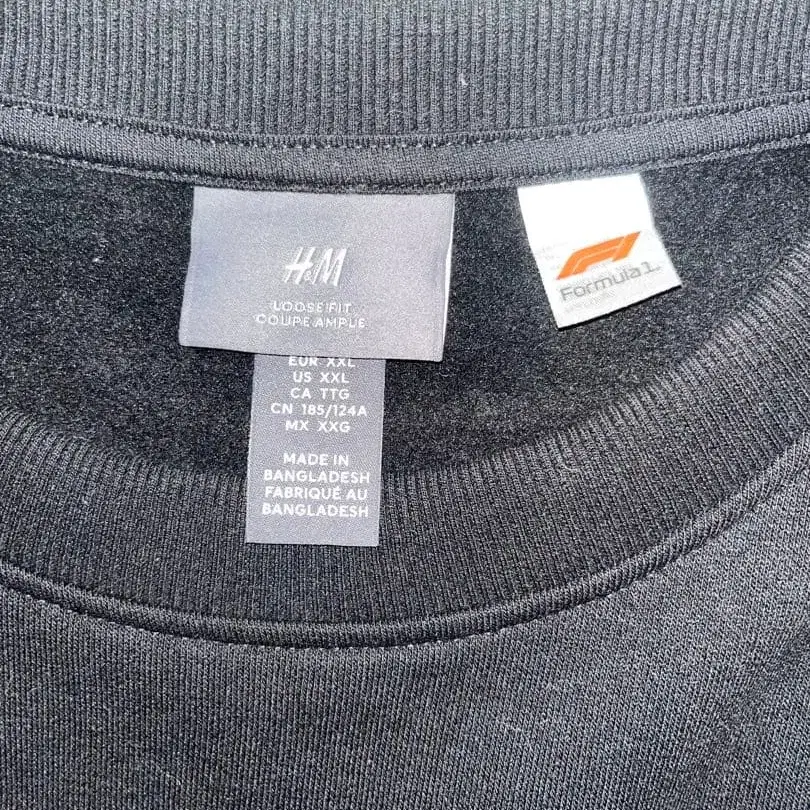 H&M
LOOSE FIT
COUPE AMPLE
EUR XXL
US XXL
CA TTG
CN 185/124A
MX XXG
MADE IN
BANGLADESH
FABRIQUÉ AU
BANGLADESH
F1
Formula 1